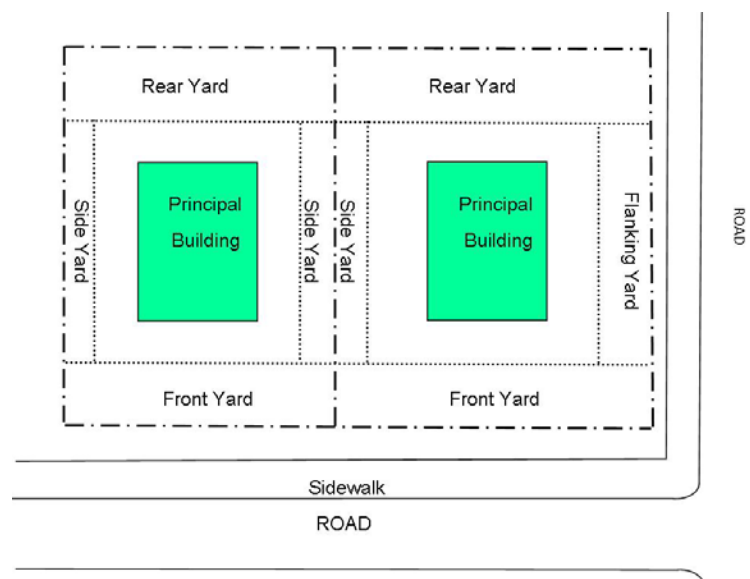 Rear Yard
Rear Yard
Side Yard
Principal
Building
Side Yard
Side Yard
Principal
Building
Flanking Yard
ROAD
Front Yard
Front Yard
Sidewalk
ROAD